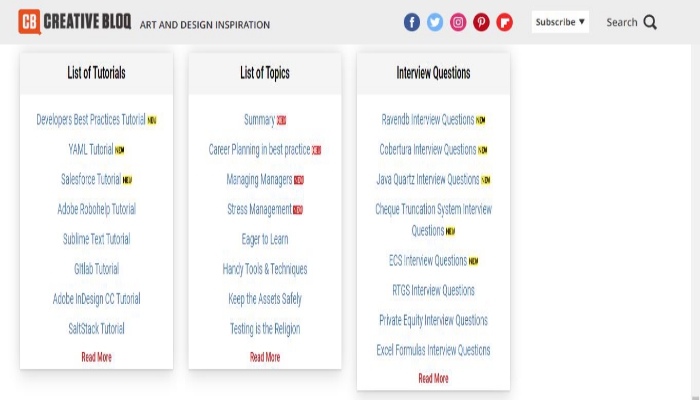 CB CREATIVE BLOQ ART AND DESIGN INSPIRATION Subscribe ▼ Search
List of Tutorials
Developers Best Practices Tutorial NEW
YAML Tutorial NEW
Salesforce Tutorial NEW
Adobe Robohelp Tutorial
Sublime Text Tutorial
Gitlab Tutorial
Adobe InDesign CC Tutorial
SaltStack Tutorial
Read More
List of Topics
Summary
Career Planning in best practice
Managing Managers NEW
Stress Management NEW
Eager to Learn
Handy Tools & Techniques
Keep the Assets Safely
Testing is the Religion
Read More
Interview Questions
Ravendb Interview Questions NEW
Cobertura Interview Questions NEW
Java Quartz Interview Questions NEW
Cheque Truncation System Interview
Questions NEW
ECS Interview Questions NEW
RTGS Interview Questions
Private Equity Interview Questions
Excel Formulas Interview Questions
Read More